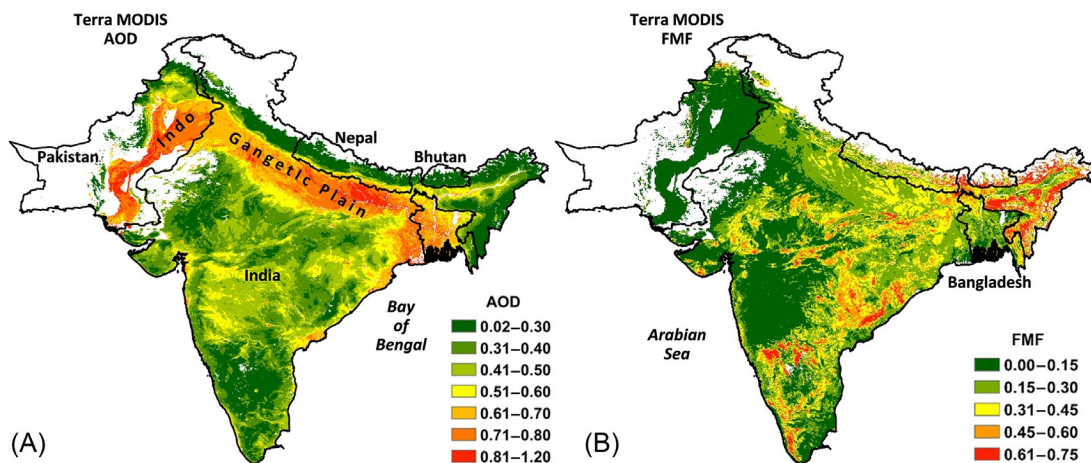 Terra MODIS
AOD
Pakistan
Indo
Gangetic Plain
Nepal
Bhutan
India
Bay
of
Bengal
AOD
0.02–0.30
0.31–0.40
0.41–0.50
0.51–0.60
0.61–0.70
0.71–0.80
0.81–1.20
(A)
Terra MODIS
FMF
Bangladesh
Arabian
Sea
FMF
0.00–0.15
0.15–0.30
0.31–0.45
0.45–0.60
0.61–0.75
(B)